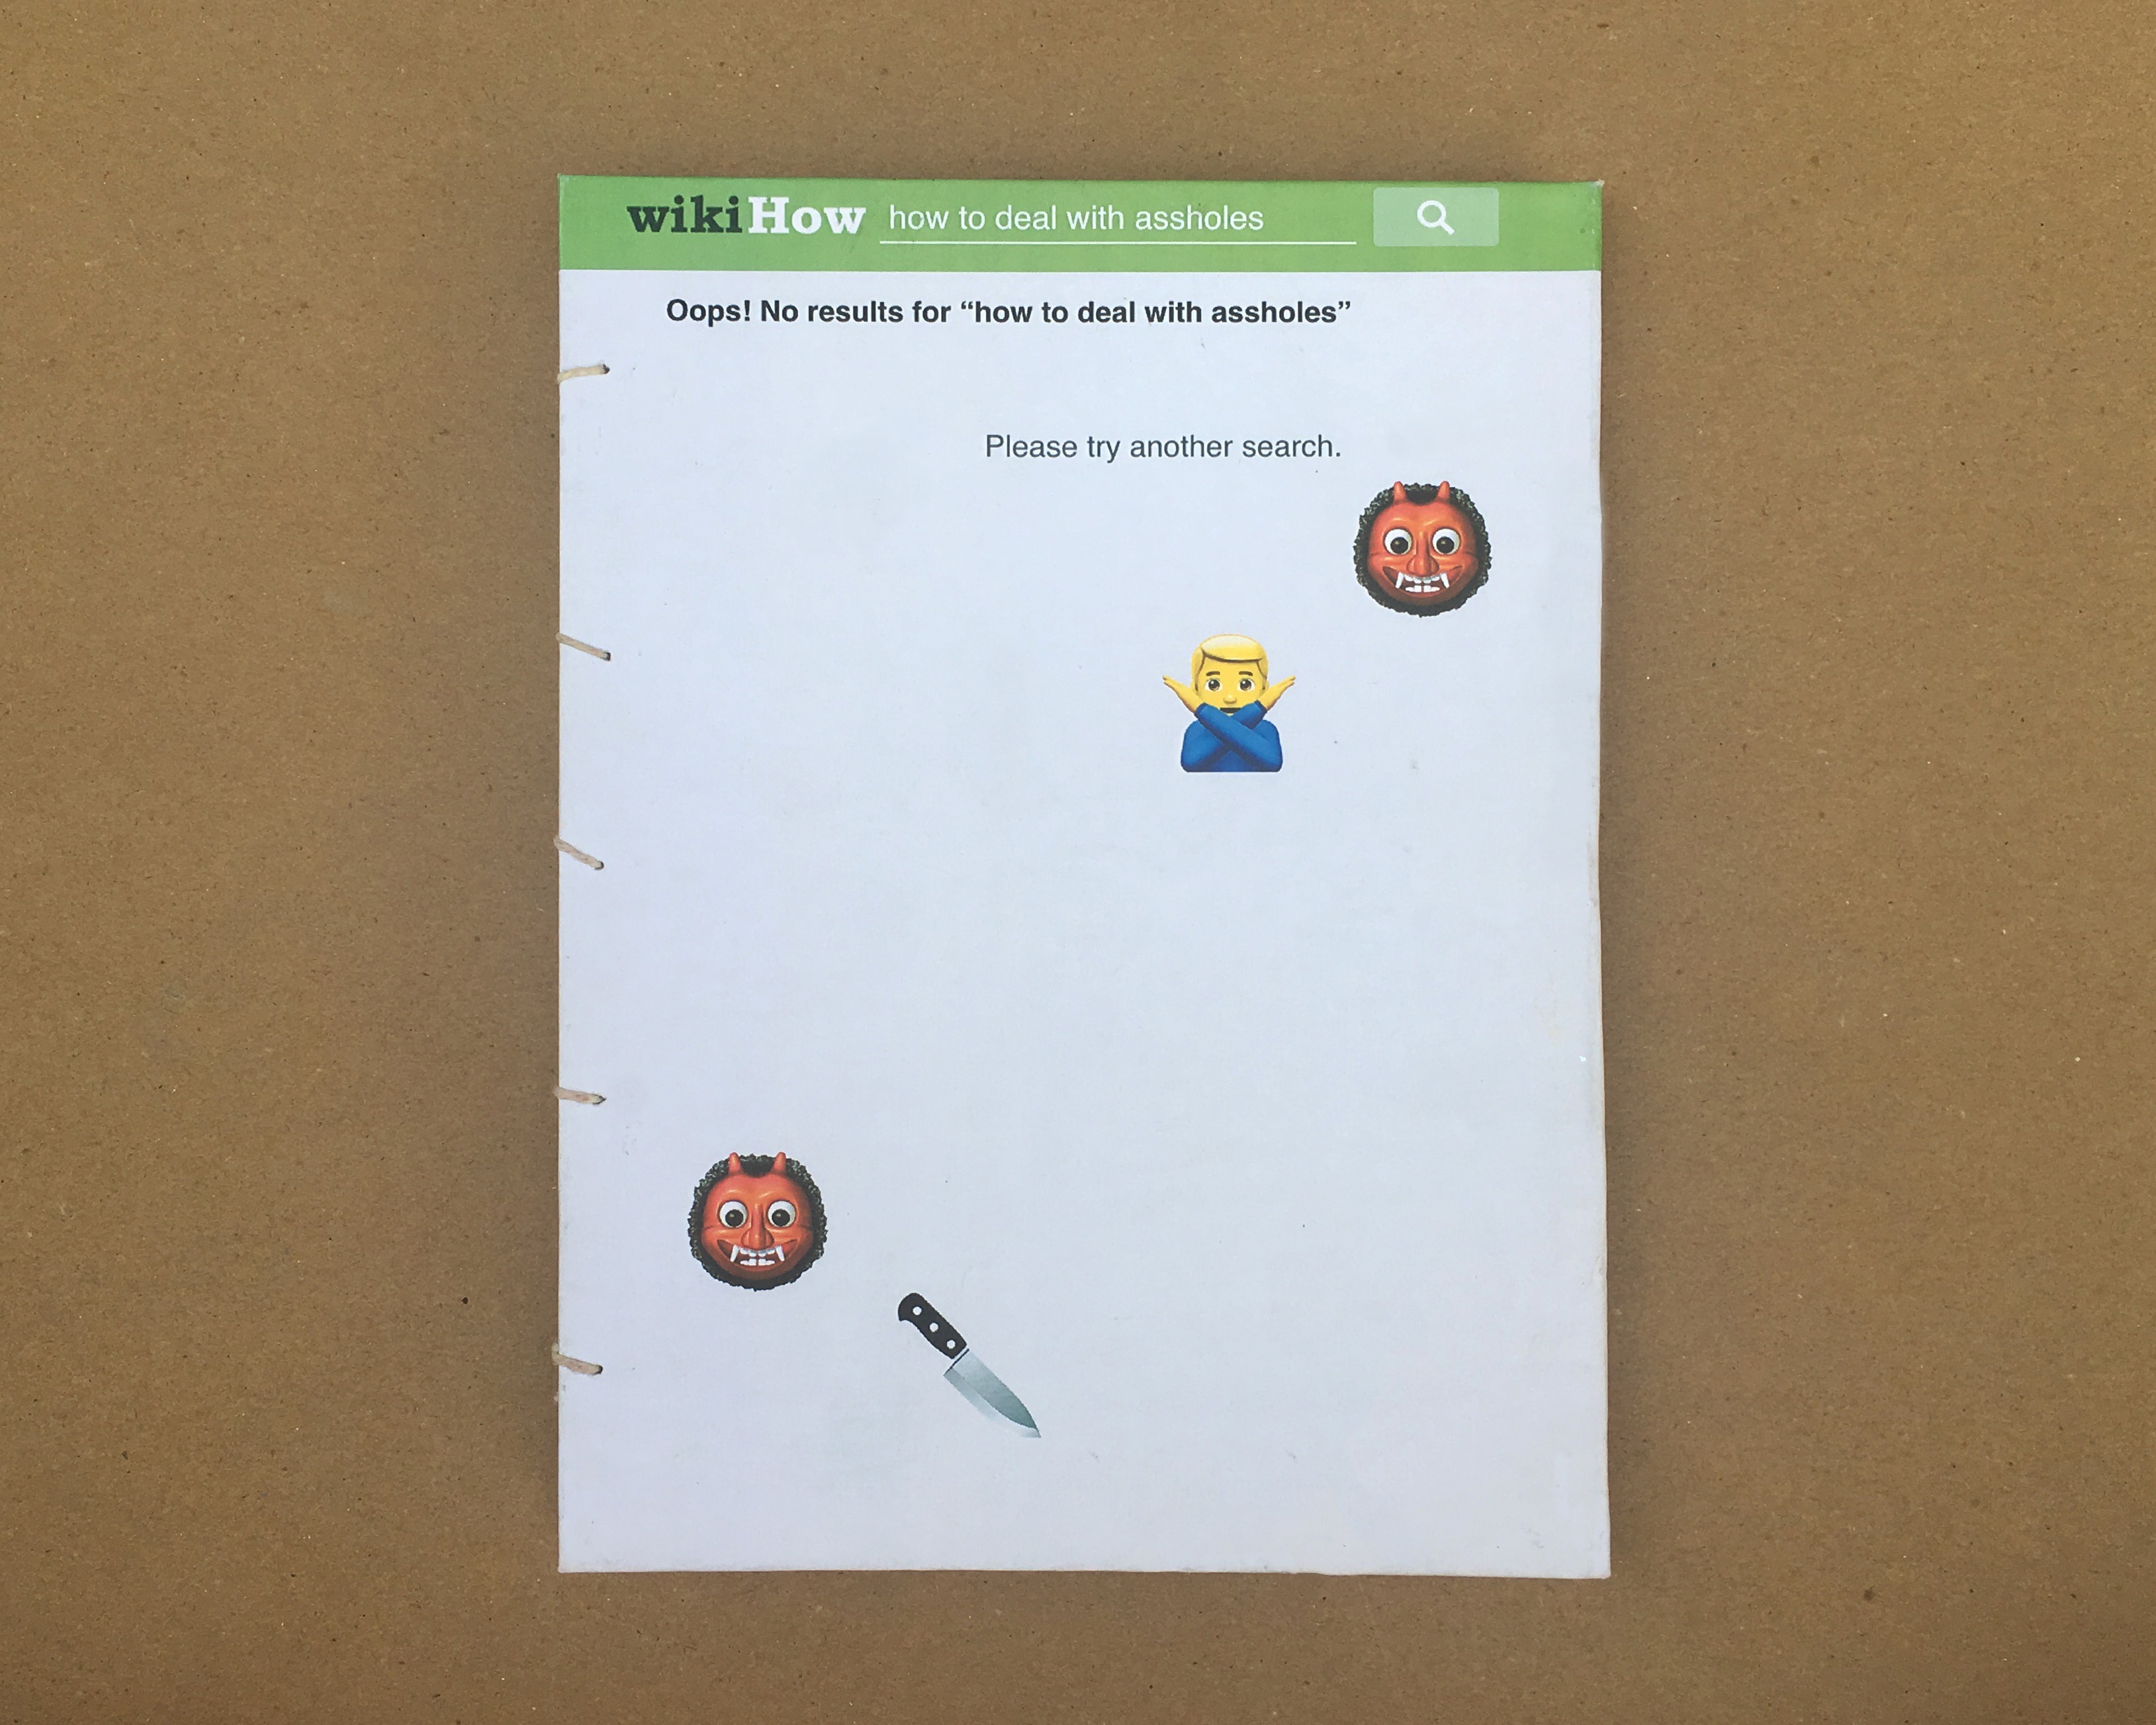 wikiHow how to deal with assholes
Oops! No results for “how to deal with assholes”
Please try another search.